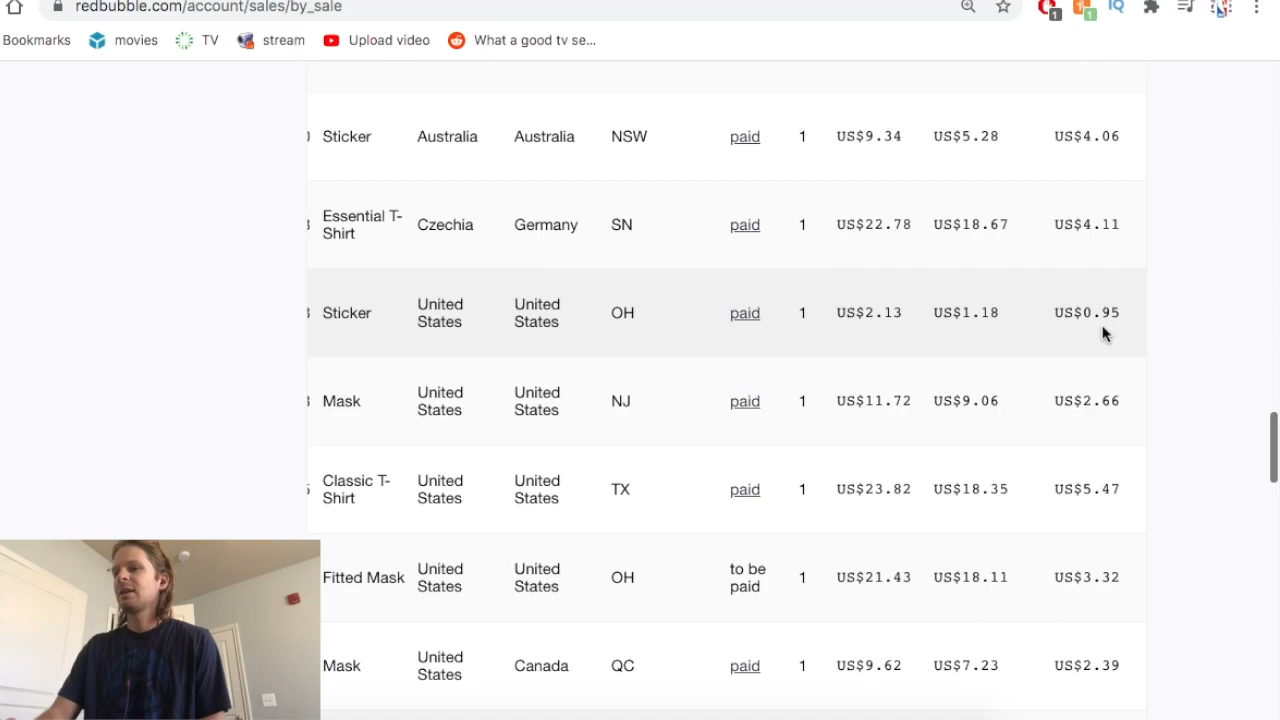 redbubble.com/account/sales/by_sale
1
1
IQ
Bookmarks movies TV stream Upload video What a good tv se...
Sticker Australia Australia NSW paid 1 US$9.34 US$5.28 US$4.06
Essential T-
Shirt Czechia Germany SN paid 1 US$22.78 US$18.67 US$4.11
Sticker United
States United
States OH paid 1 US$2.13 US$1.18 US$0.95
Mask United
States United
States NJ paid 1 US$11.72 US$9.06 US$2.66
Classic T-
Shirt United
States United
States TX paid 1 US$23.82 US$18.35 US$5.47
Fitted Mask United
States United
States OH to be
paid 1 US$21.43 US$18.11 US$3.32
Mask United
States Canada QC paid 1 US$9.62 US$7.23 US$2.39